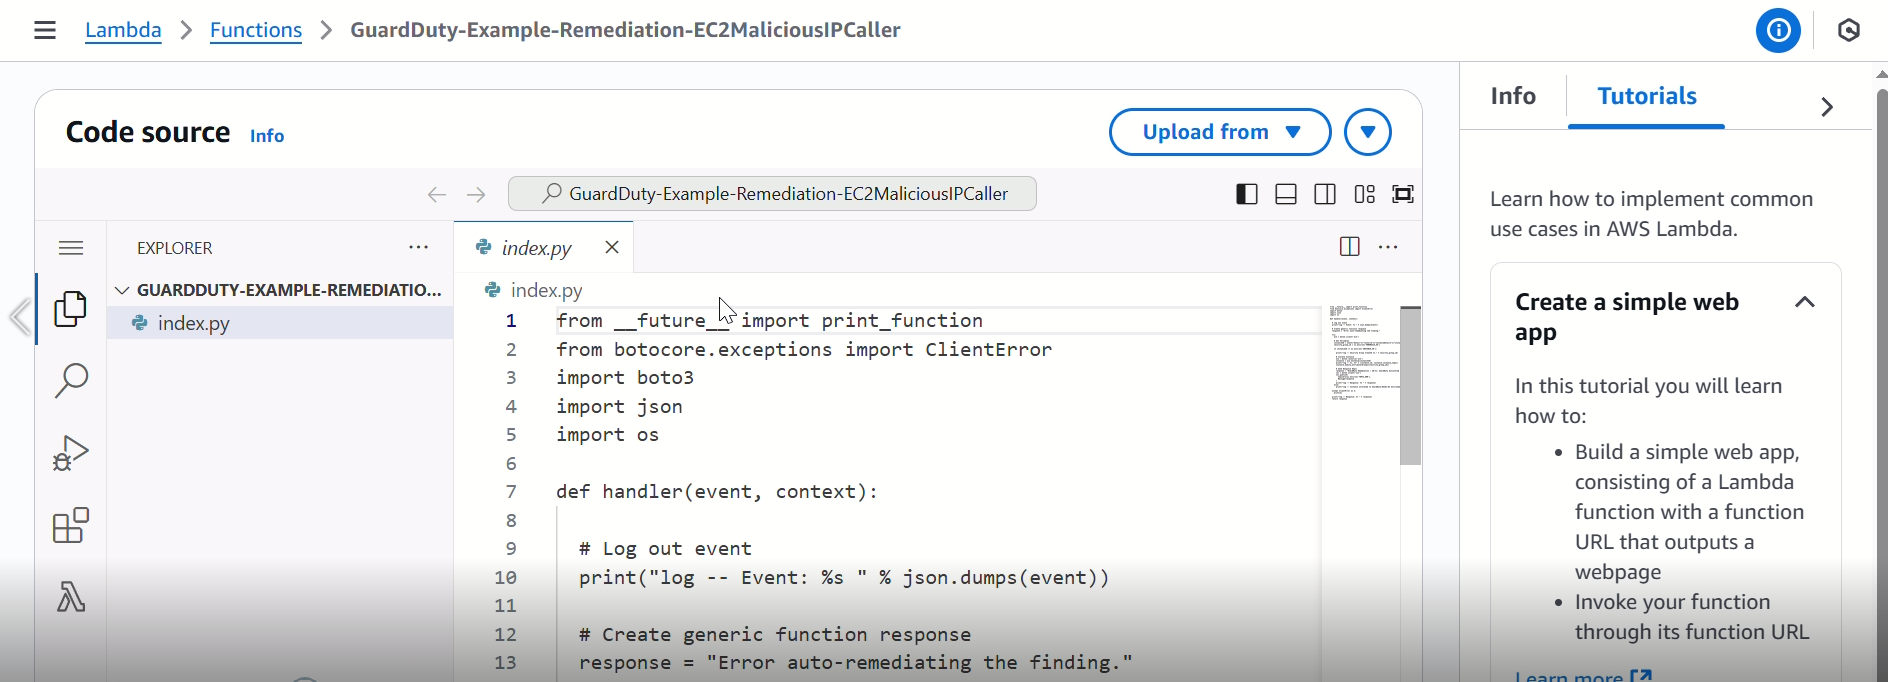 Lambda > Functions > GuardDuty-Example-Remediation-EC2MaliciousIPCaller
Code source Info
Upload from
GuardDuty-Example-Remediation-EC2MaliciousIPCaller
EXPLORER
GUARDDUTY-EXAMPLE-REMEDIATIO...
index.py
index.py
index.py
1 from __future__ import print_function
2 from botocore.exceptions import ClientError
3 import boto3
4 import json
5 import os
6
7 def handler(event, context):
8
9 # Log out event
10 print("log -- Event: %s " % json.dumps(event))
11
12 # Create generic function response
13 response = "Error auto-remediating the finding."
Info
Tutorials
Learn how to implement common
use cases in AWS Lambda.
Create a simple web
app
In this tutorial you will learn
how to:
• Build a simple web app,
consisting of a Lambda
function with a function
URL that outputs a
webpage
• Invoke your function
through its function URL
Learn more